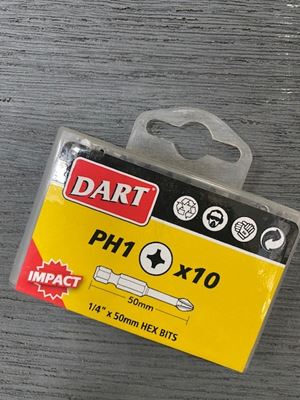 DART
PH1 x10
IMPACT
50mm
1/4" x 50mm HEX BITS